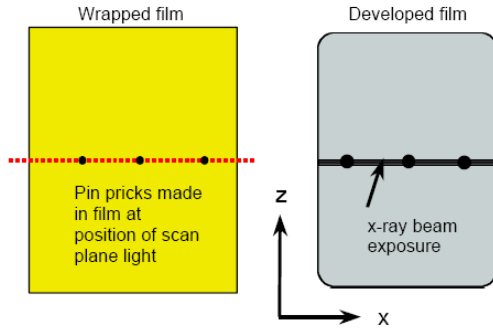 Wrapped film
Developed film
Pin pricks made
in film at
position of scan
plane light
z
x-ray beam
exposure
x